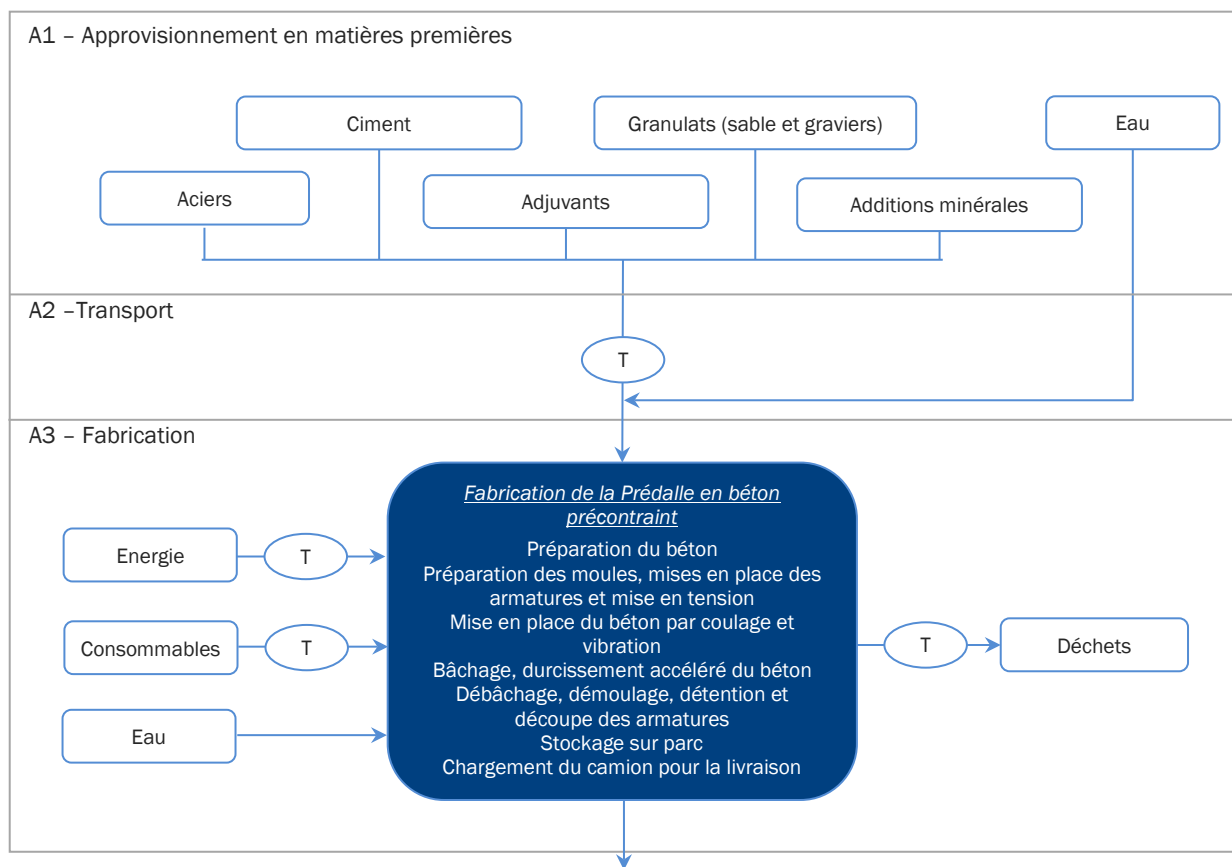 A1 – Approvisionnement en matières premières
Ciment
Granulats (sable et graviers)
Eau
Aciers
Adjuvants
Additions minérales
A2 –Transport
T
A3 – Fabrication
Fabrication de la Prédalle en béton
précontraint
Préparation du béton
Préparation des moules, mises en place des
armatures et mise en tension
Mise en place du béton par coulage et
vibration
Bâchage, durcissement accéléré du béton
Débâchage, démoulage, détention et
découpe des armatures
Stockage sur parc
Chargement du camion pour la livraison
Energie
T
Consommables
T
Eau
T
Déchets